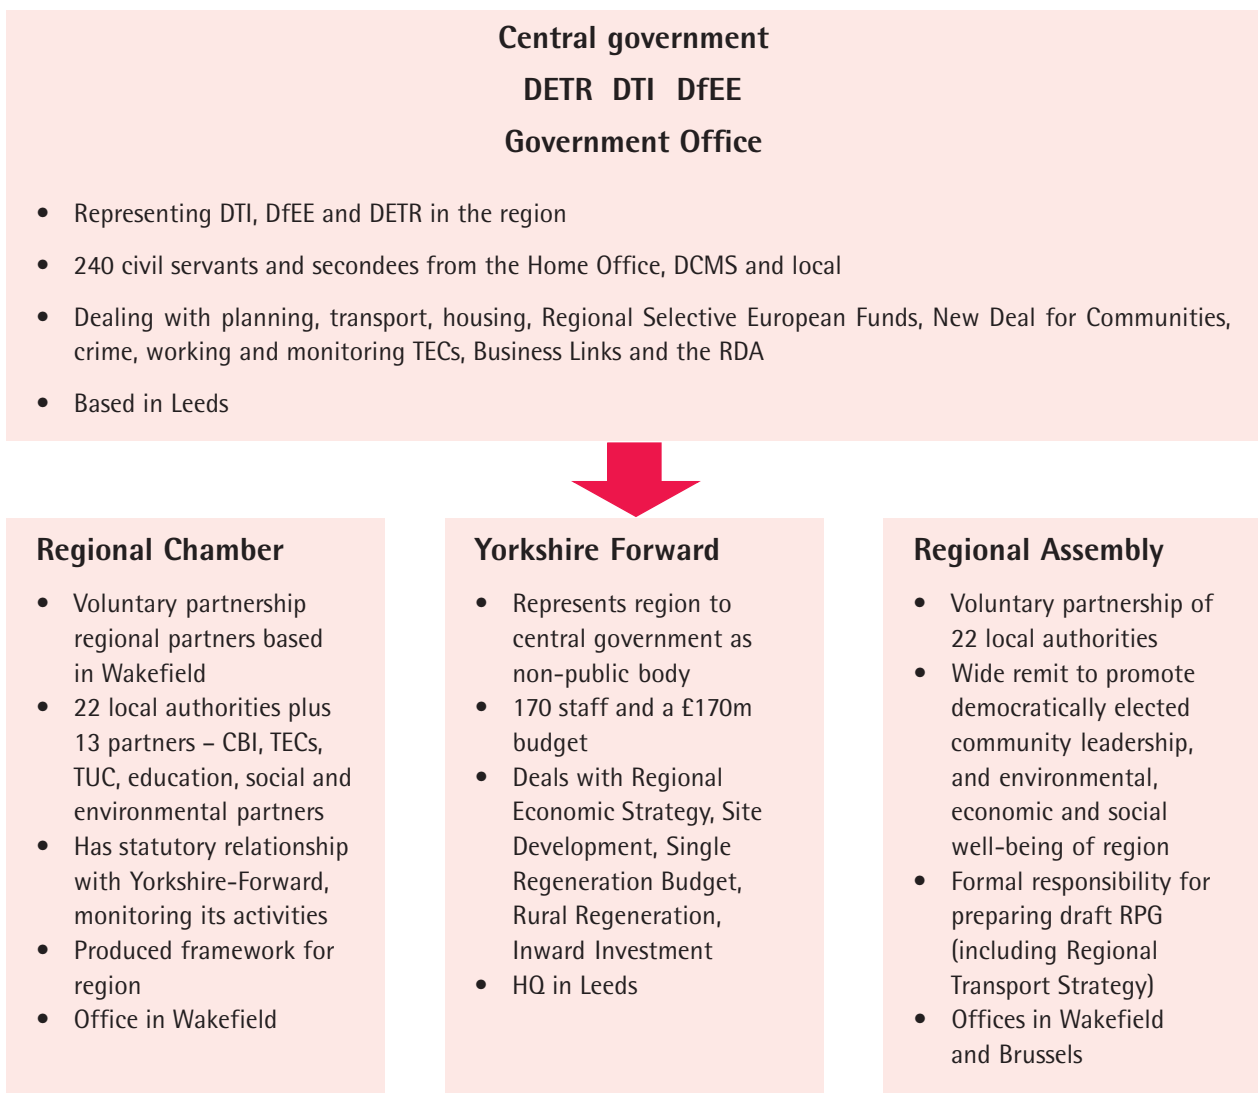 Central government
DETR DTI DfEE
Government Office
• Representing DTI, DfEE and DETR in the region
• 240 civil servants and secondees from the Home Office, DCMS and local
• Dealing with planning, transport, housing, Regional Selective European Funds, New Deal for Communities,
crime, working and monitoring TECs, Business Links and the RDA
• Based in Leeds
Regional Chamber
• Voluntary partnership
regional partners based
in Wakefield
• 22 local authorities plus
13 partners – CBI, TECs,
TUC, education, social and
environmental partners
• Has statutory relationship
with Yorkshire-Forward,
monitoring its activities
• Produced framework for
region
• Office in Wakefield
Yorkshire Forward
• Represents region to
central government as
non-public body
• 170 staff and a £170m
budget
• Deals with Regional
Economic Strategy, Site
Development, Single
Regeneration Budget,
Rural Regeneration,
Inward Investment
• HQ in Leeds
Regional Assembly
• Voluntary partnership of
22 local authorities
• Wide remit to promote
democratically elected
community leadership,
and environmental,
economic and social
well-being of region
• Formal responsibility for
preparing draft RPG
(including Regional
Transport Strategy)
• Offices in Wakefield
and Brussels